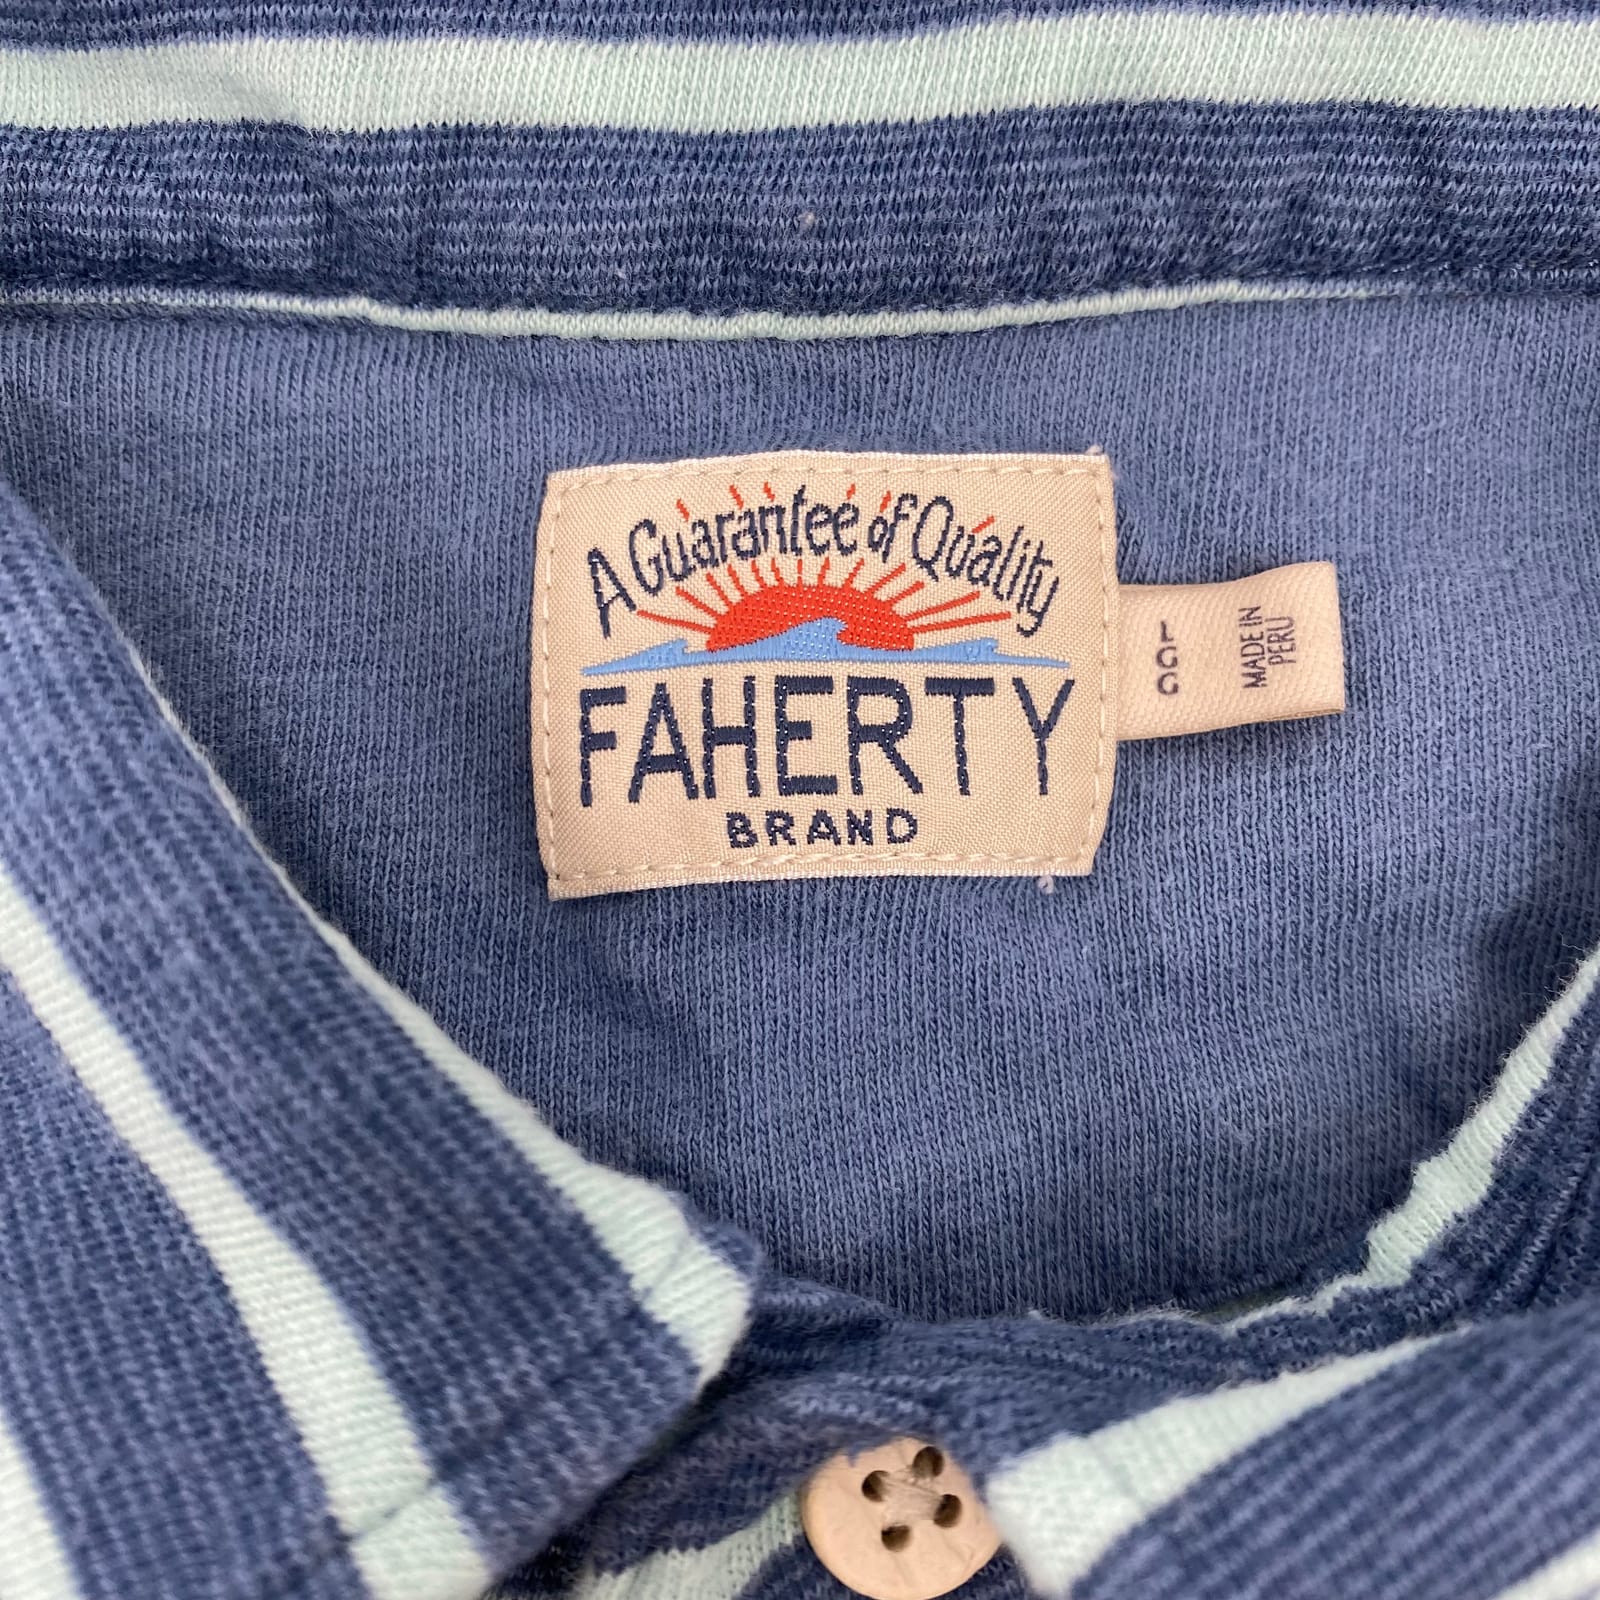 A Guarantee of Quality
FAHERTY
BRAND
MADE IN
PERU